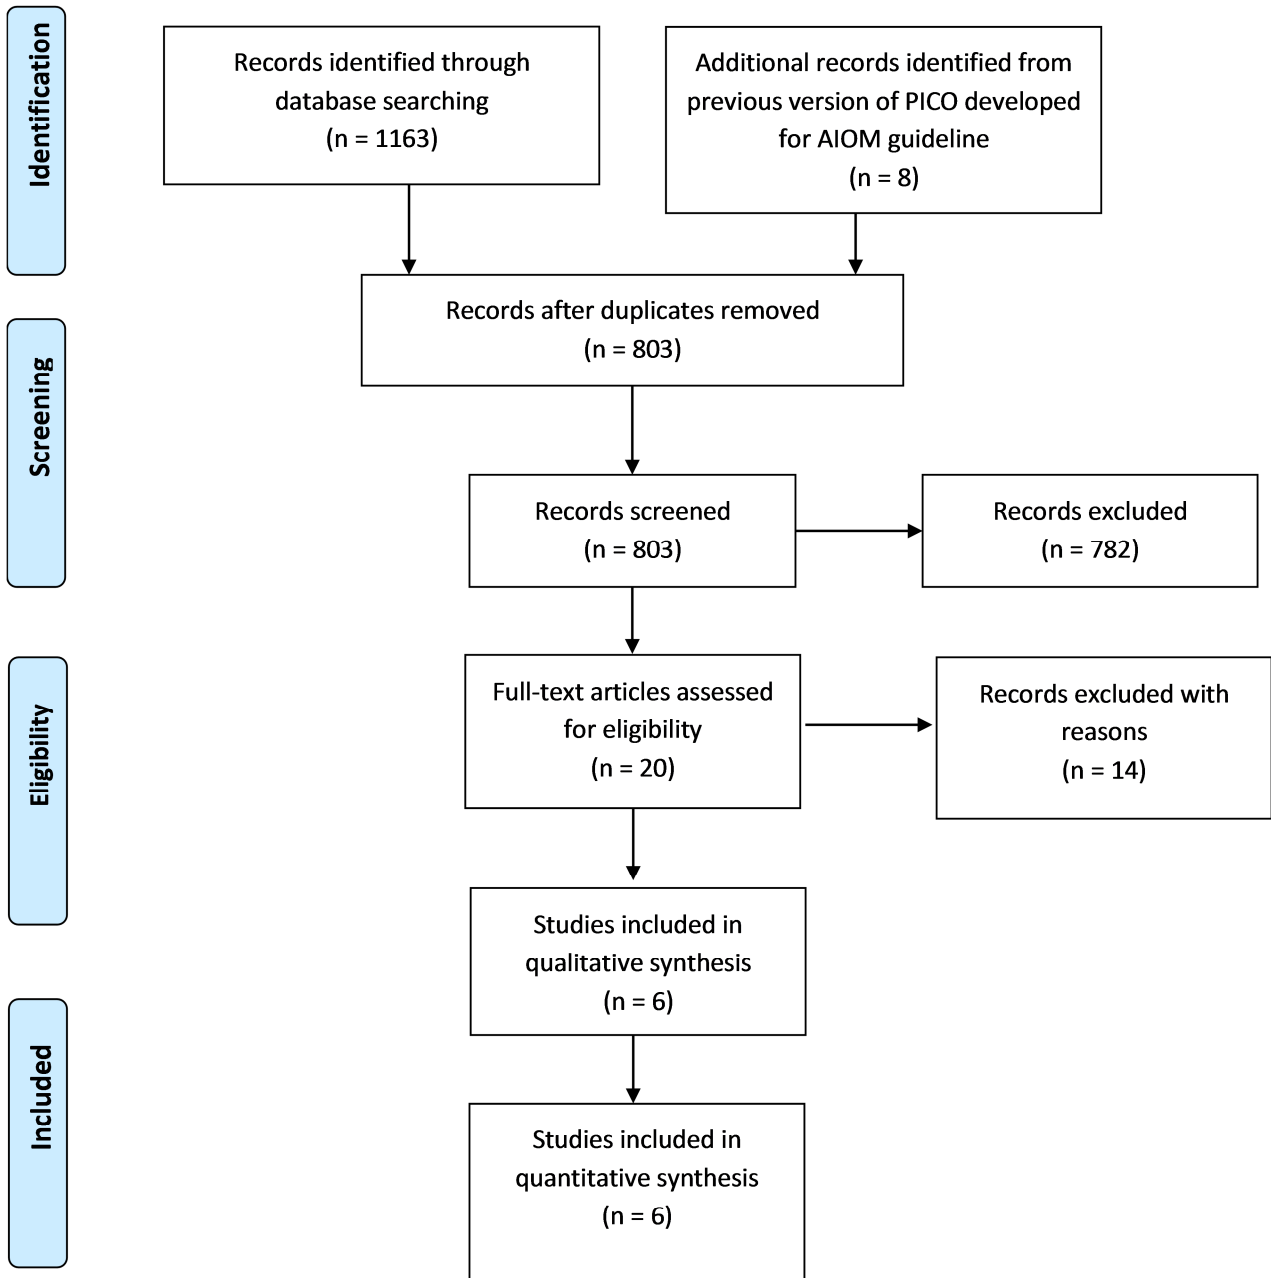 Identification
Records identified through
database searching
(n = 1163)
Additional records identified from
previous version of PICO developed
for AIOM guideline
(n = 8)
Records after duplicates removed
(n = 803)
Screening
Records screened
(n = 803)
Records excluded
(n = 782)
Eligibility
Full-text articles assessed
for eligibility
(n = 20)
Records excluded with
reasons
(n = 14)
Studies included in
qualitative synthesis
(n = 6)
Included
Studies included in
quantitative synthesis
(n = 6)